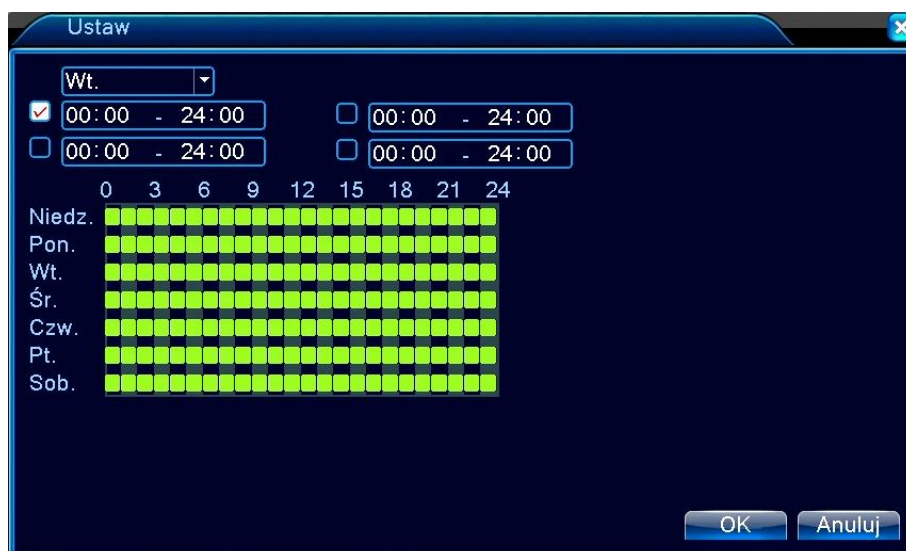 Ustaw
Wt.
00:00 - 24:00 00:00 - 24:00
00:00 - 24:00 00:00 - 24:00
0 3 6 9 12 15 18 21 24
Niedz.
Pon.
Wt.
Śr.
Czw.
Pt.
Sob.
OK Anuluj